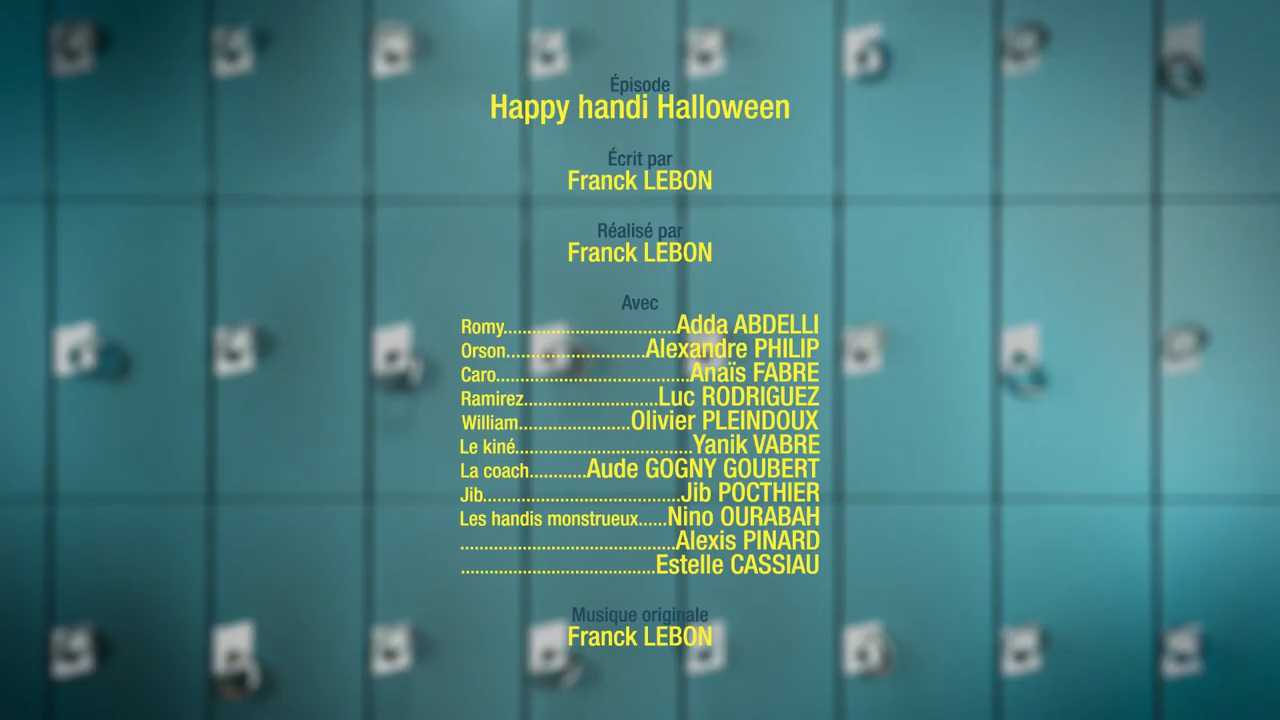 Épisode
Happy handi Halloween
Écrit par
Franck LEBON
Réalisé par
Franck LEBON
Avec
Romy.....................................Adda ABDELLI
Orson..............................Alexandre PHILIP
Caro.........................................Anaïs FABRE
Ramirez.............................Luc RODRIGUEZ
William........................Olivier PLEINDOUX
Le kiné......................................Yanik VABRE
La coach............Aude GOGNY GOUBERT
Jib..........................................Jib POCTHIER
Les handis monstrueux......Nino OURABAH
..............................................Alexis PINARD
..........................................Estelle CASSIAU
Musique originale
Franck LEBON